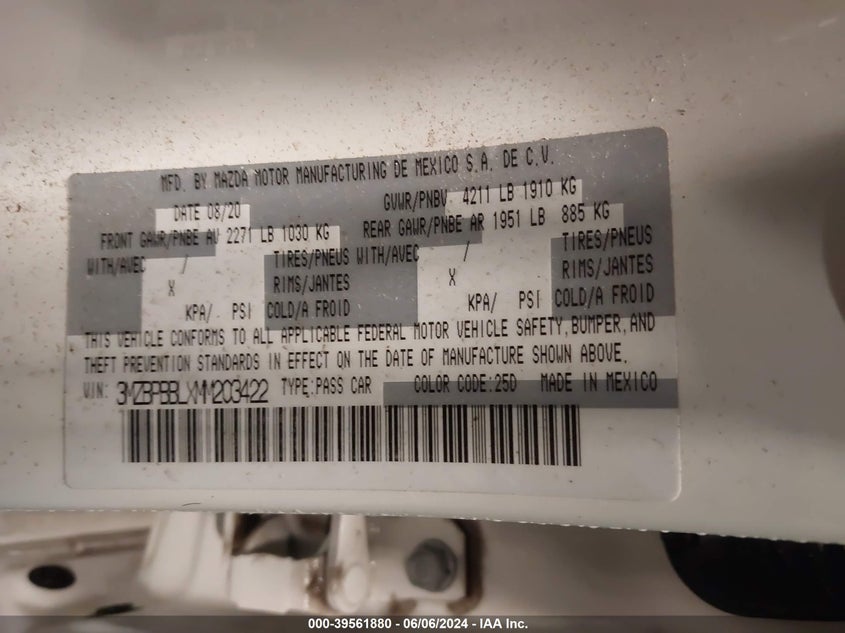 MFD. BY MAZDA MOTOR MANUFACTURING DE MEXICO S.A. DE C.V.
DATE 08/20 GVWR/PNBV 4211 LB 1910 KG
FRONT GAWR/PNBE AV 2271 LB 1030 KG REAR GAWR/PNBE AR 1951 LB 885 KG
WITH/AVEC / TIRES/PNEUS WITH/AVEC / TIRES/PNEUS
X RIMS/JANTES X RIMS/JANTES
KPA/ PSI COLD/A FROID KPA/ PSI COLD/A FROID
THIS VEHICLE CONFORMS TO ALL APPLICABLE FEDERAL MOTOR VEHICLE SAFETY, BUMPER, AND
THEFT PREVENTION STANDARDS IN EFFECT ON THE DATE OF MANUFACTURE SHOWN ABOVE.
VIN: 3MZBPBBLXMM203422 TYPE: PASS CAR COLOR CODE: 25D MADE IN MEXICO
000-39561880 - 06/06/2024 - IAA Inc.